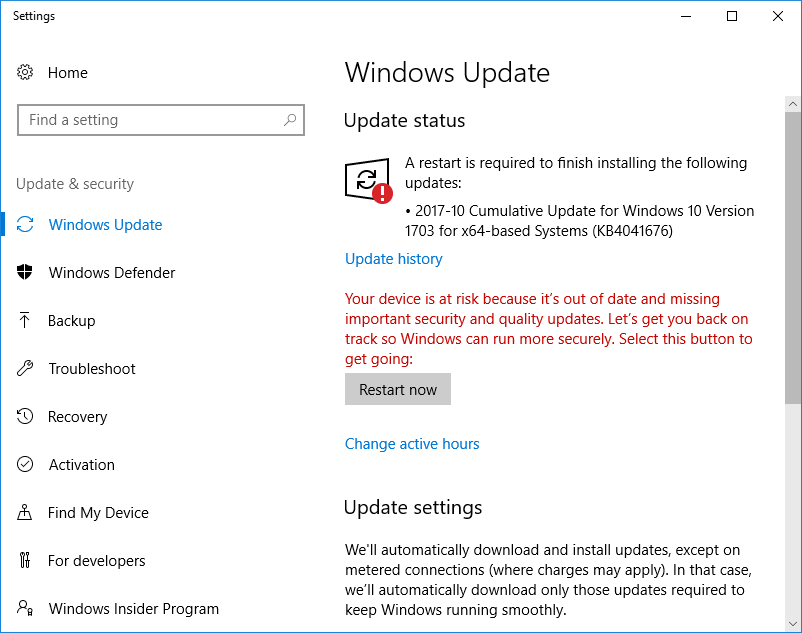 Settings
Home
Find a setting
Update & security
Windows Update
Windows Defender
Backup
Troubleshoot
Recovery
Activation
Find My Device
For developers
Windows Insider Program
Windows Update
Update status
A restart is required to finish installing the following
updates:
• 2017-10 Cumulative Update for Windows 10 Version
1703 for x64-based Systems (KB4041676)
Update history
Your device is at risk because it’s out of date and missing
important security and quality updates. Let’s get you back on
track so Windows can run more securely. Select this button to
get going:
Restart now
Change active hours
Update settings
We'll automatically download and install updates, except on
metered connections (where charges may apply). In that case,
we’ll automatically download only those updates required to
keep Windows running smoothly.